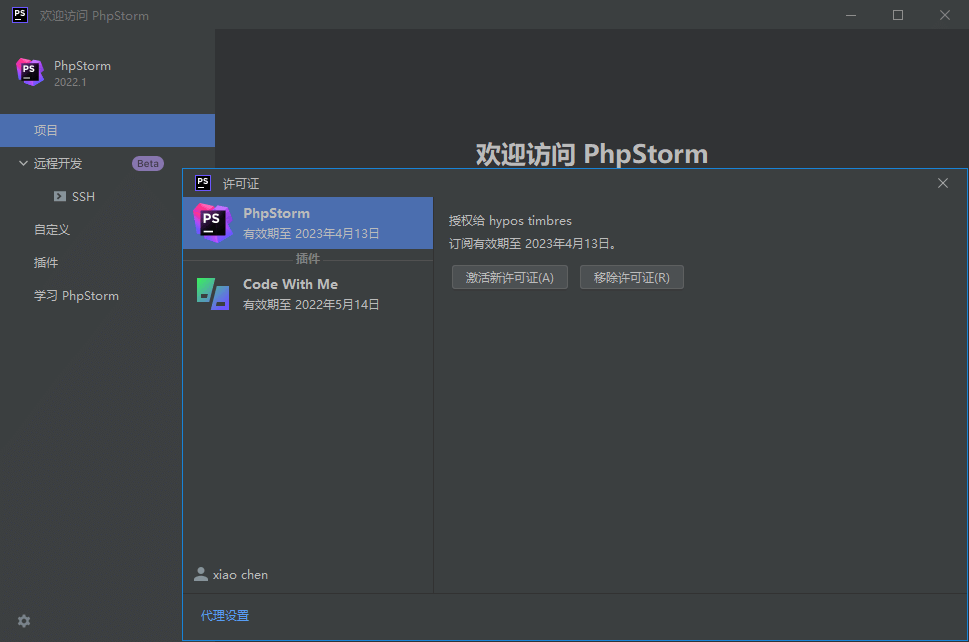 PS 欢迎访问 PhpStorm
PS PhpStorm
2022.1
项目
远程开发 Beta
SSH
自定义
插件
学习 PhpStorm
欢迎访问 PhpStorm
PS 许可证
PS PhpStorm
有效期至 2023年4月13日
插件
Code With Me
有效期至 2022年5月14日
xiao chen
授权给 hypos timbres
订阅有效期至 2023年4月13日。
激活新许可证(A) 移除许可证(R)
代理设置